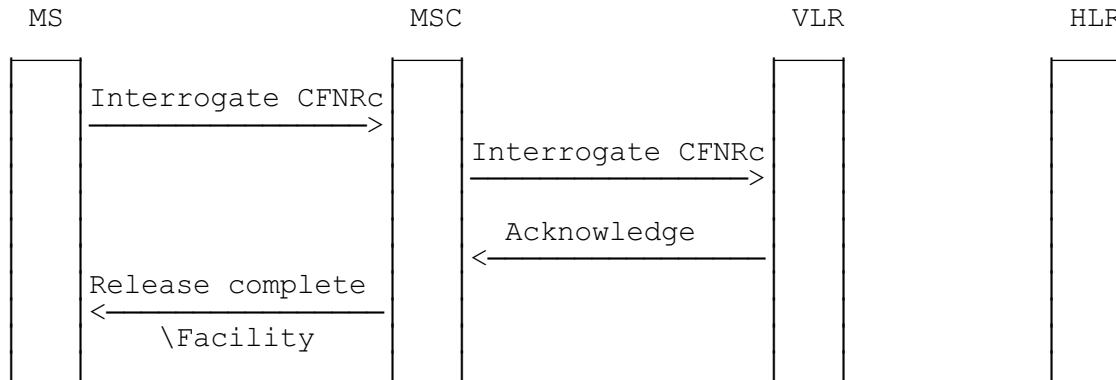 MS MSC VLR HLR
Interrogate CFNRc
Interrogate CFNRc
Acknowledge
Release complete
\Facility